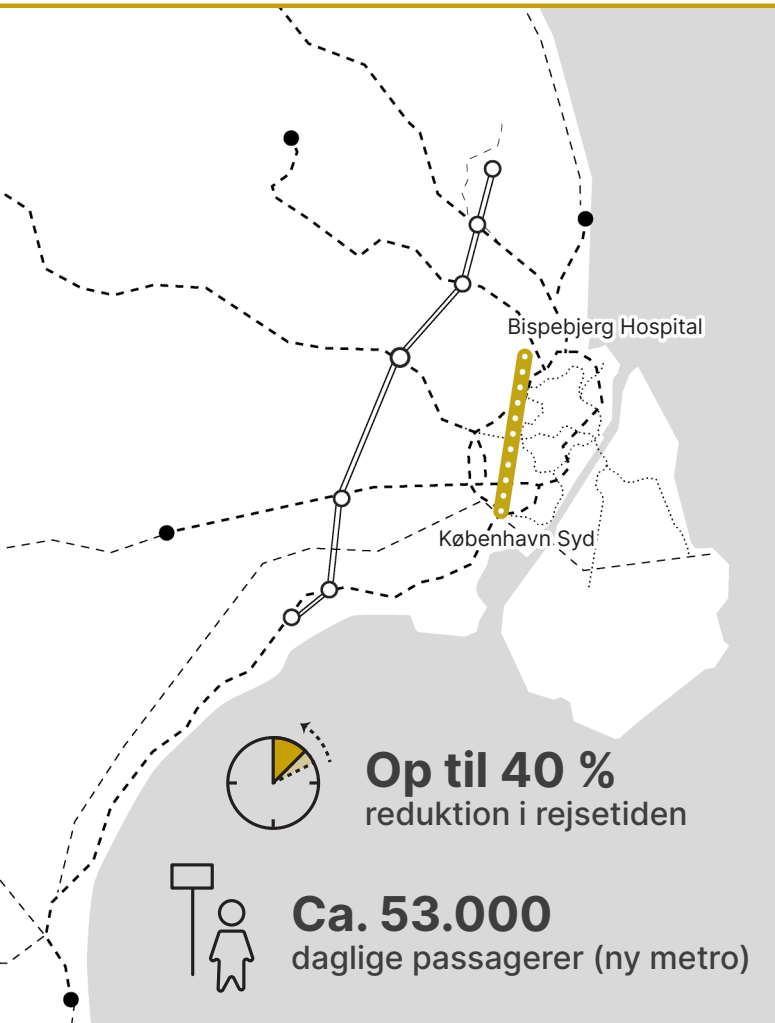 Bispebjerg Hospital
København Syd
Op til 40 %
reduktion i rejsetiden
Ca. 53.000
daglige passagerer (ny metro)